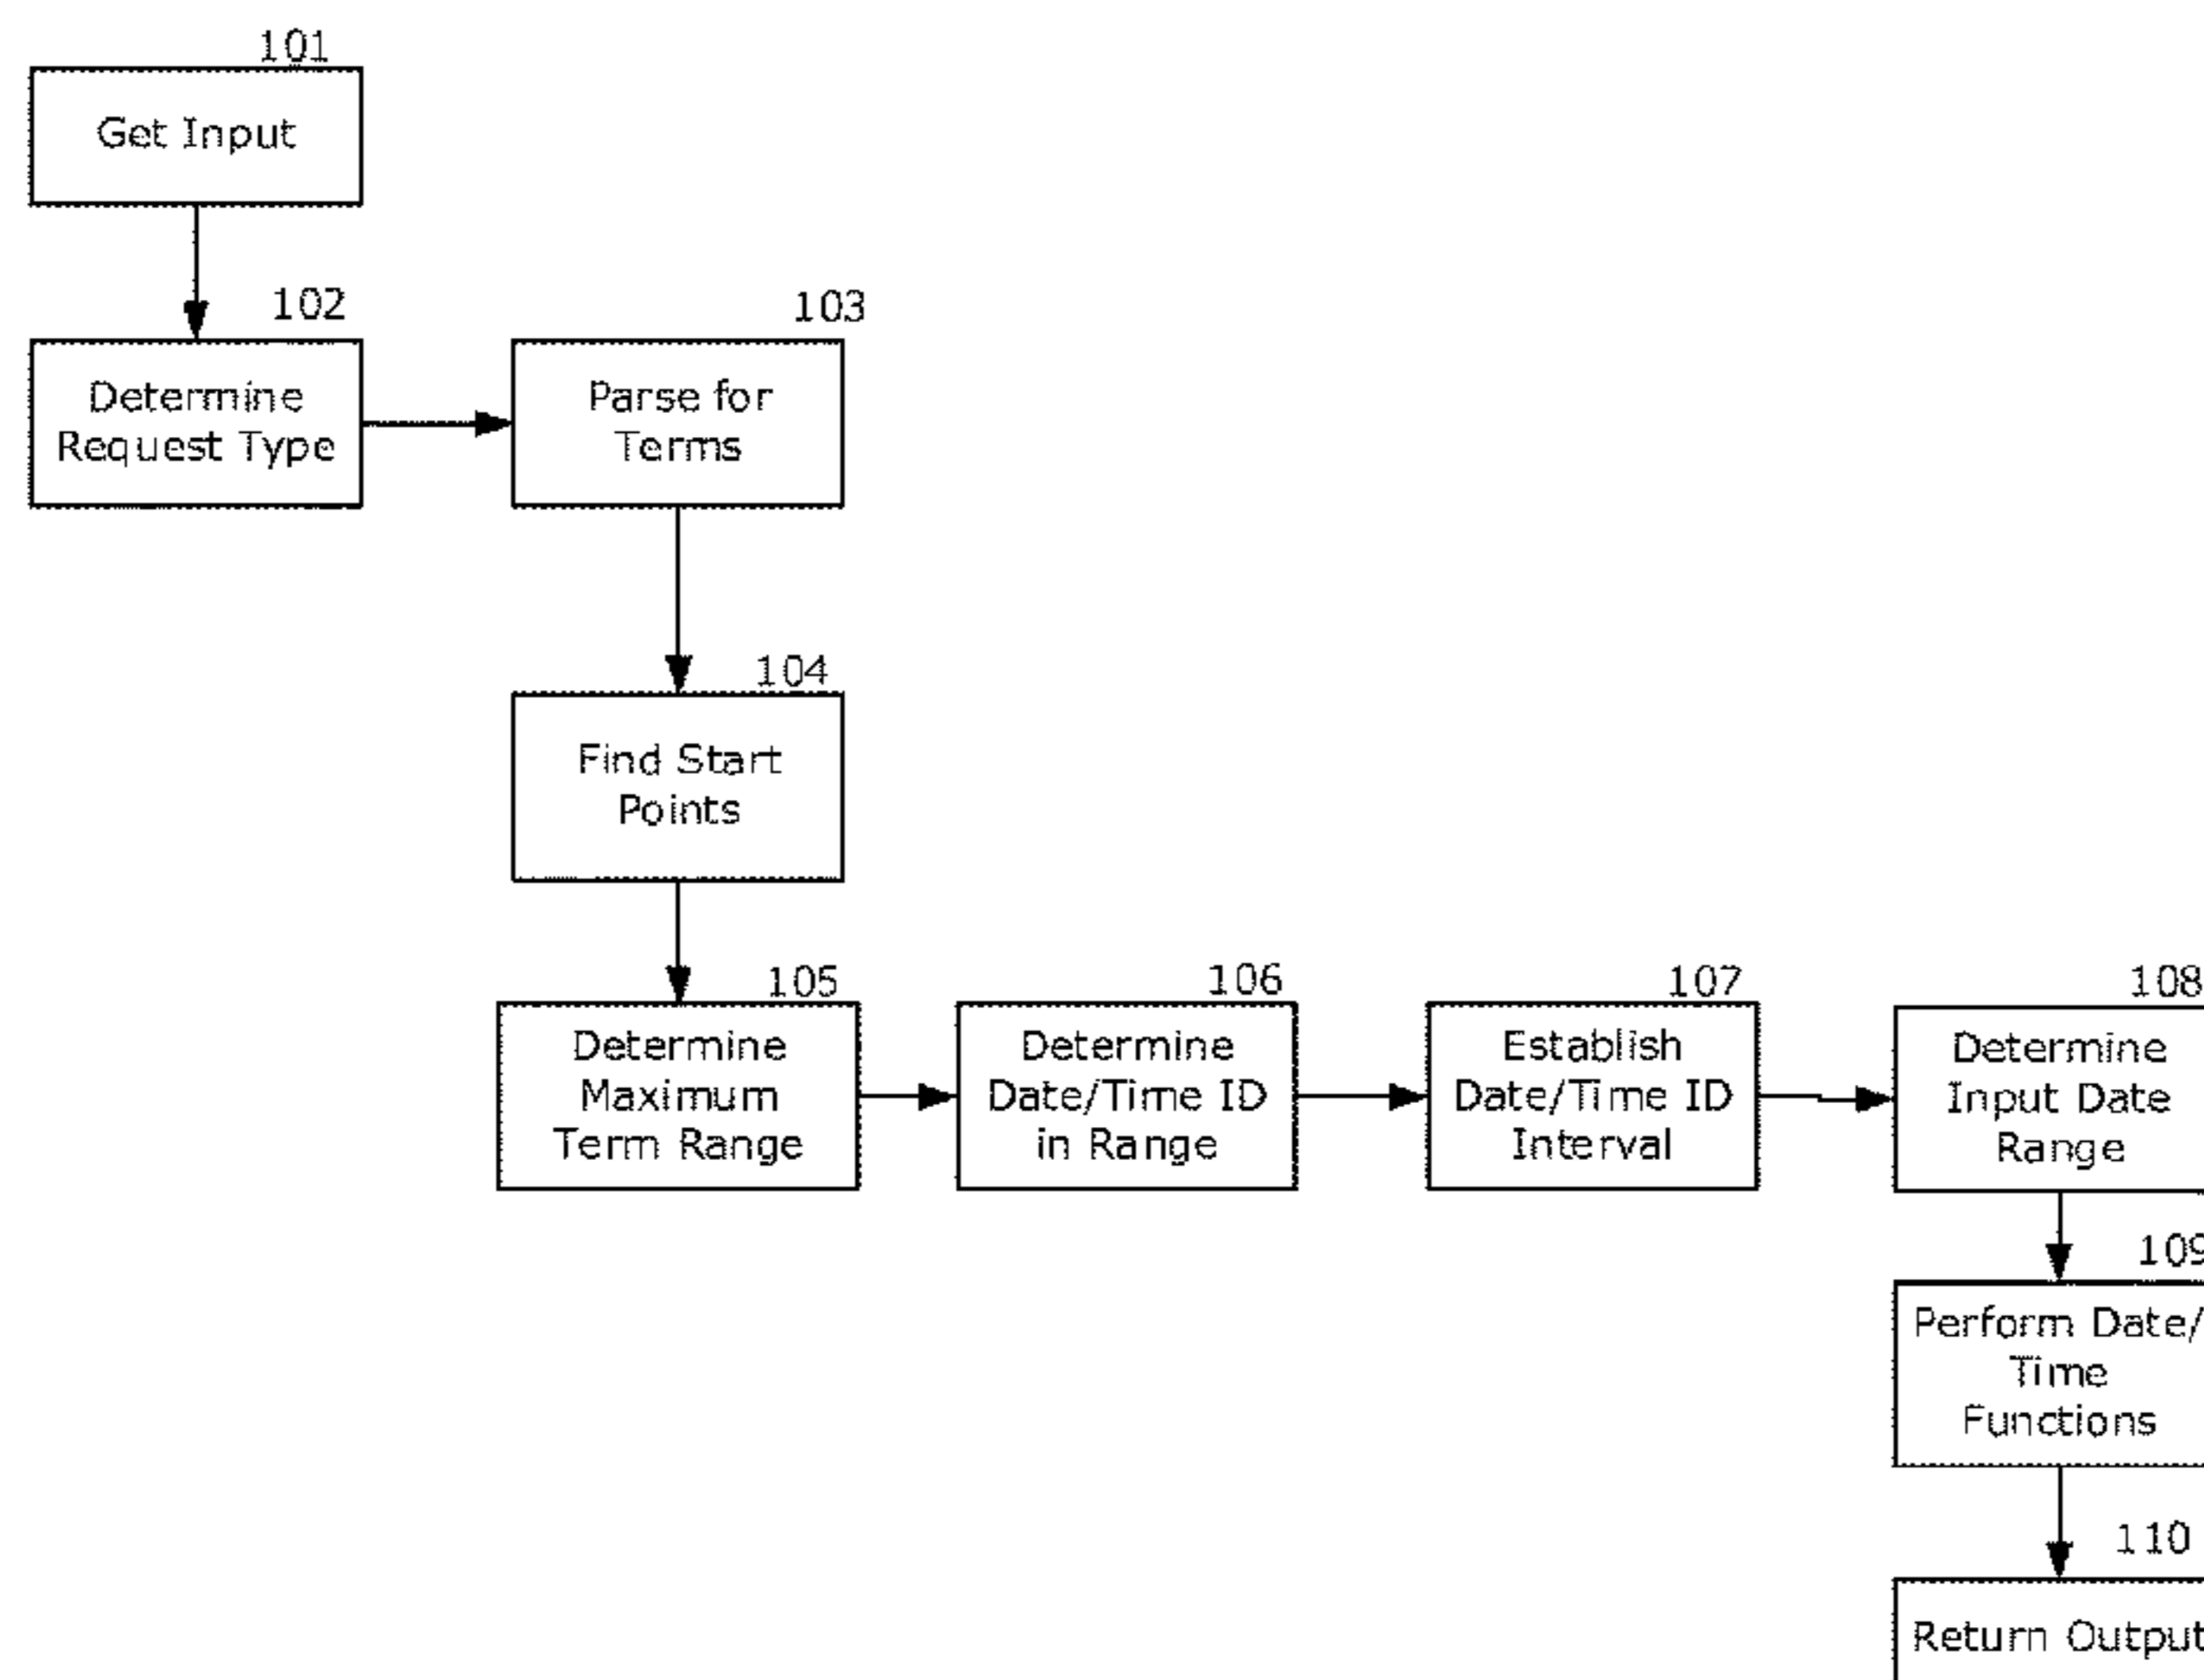 101
Get Input
102
Determine
Request Type
103
Parse for
Terms
104
Find Start
Points
105
Determine
Maximum
Term Range
106
Determine
Date/Time ID
in Range
107
Establish
Date/Time ID
Interval
108
Determine
Input Date
Range
109
Perform Date/
Time
Functions
110
Return Output